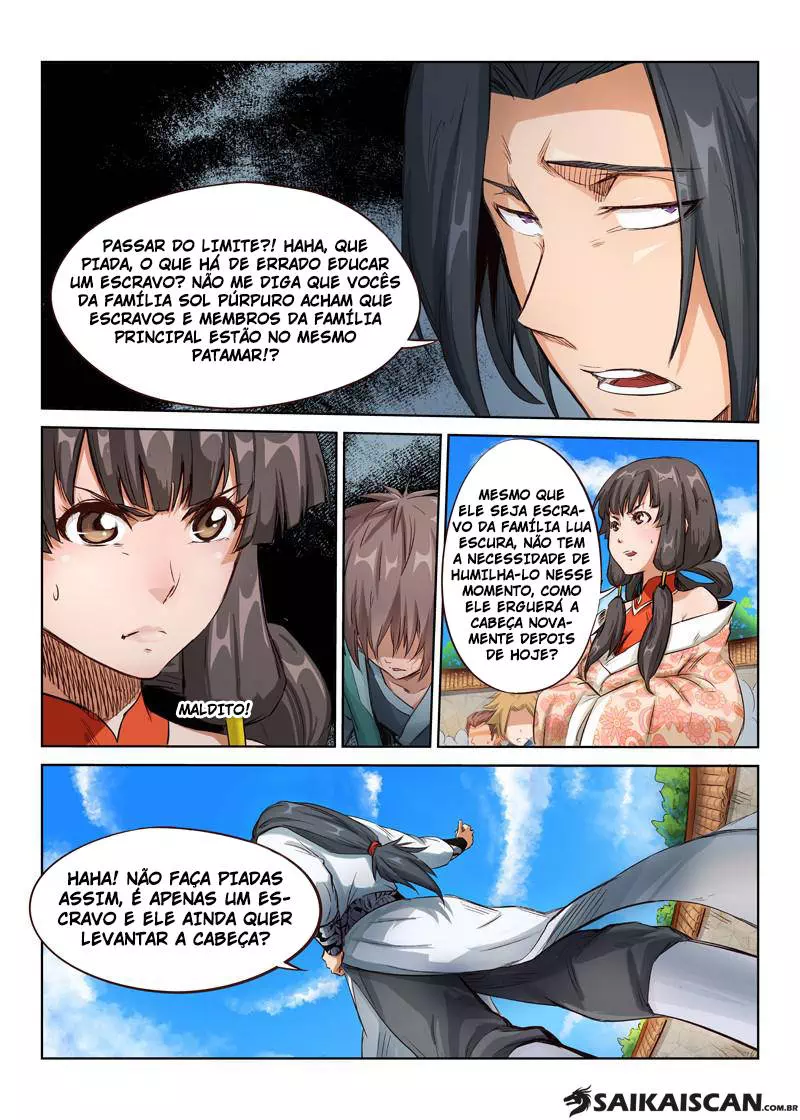 PASSAR DO LIMITE?! HAHA, QUE
PIADA, O QUE HÁ DE ERRADO EDUCAR
UM ESCRAVO? NÃO ME DIGA QUE VOCÊS
DA FAMÍLIA SOL PÚRPURO ACHAM QUE
ESCRAVOS E MEMBROS DA FAMÍLIA
PRINCIPAL ESTÃO NO MESMO
PATAMAR!?
MALDITO!
MESMO QUE
ELE SEJA ESCRA-
VO DA FAMÍLIA LUA
ESCURA, NÃO TEM
A NECESSIDADE DE
HUMILHA-LO NESSE
MOMENTO, COMO
ELE ERGUERÁ A
CABEÇA NOVA-
MENTE DEPOIS
DE HOJE?
HAHA! NÃO FAÇA PIADAS
ASSIM, É APENAS UM ES-
CRAVO E ELE AINDA QUER
LEVANTAR A CABEÇA?
SAIKAISCAN.COM.BR